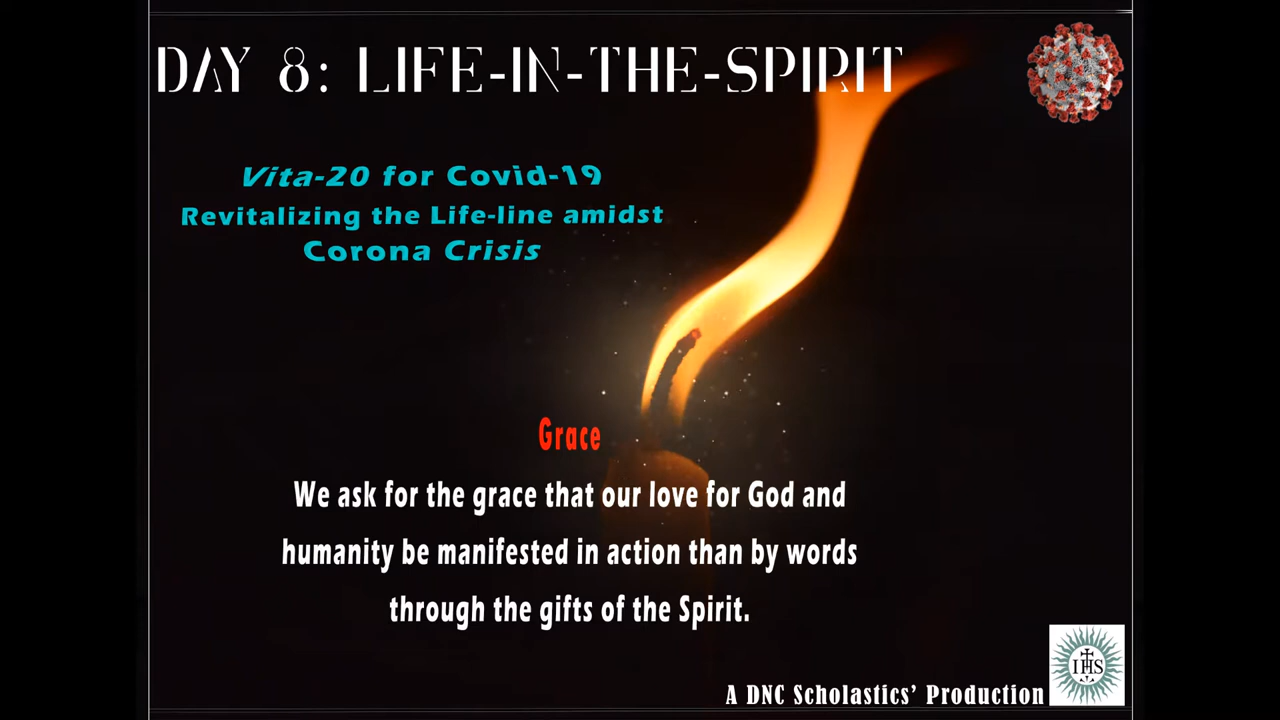 DAY 8: LIFE-IN-THE-SPIRIT
Vita-20 for Covid-19
Revitalizing the Life-line amidst
Corona Crisis
Grace
We ask for the grace that our love for God and
humanity be manifested in action than by words
through the gifts of the Spirit.
A DNC Scholastics' Production
IHS